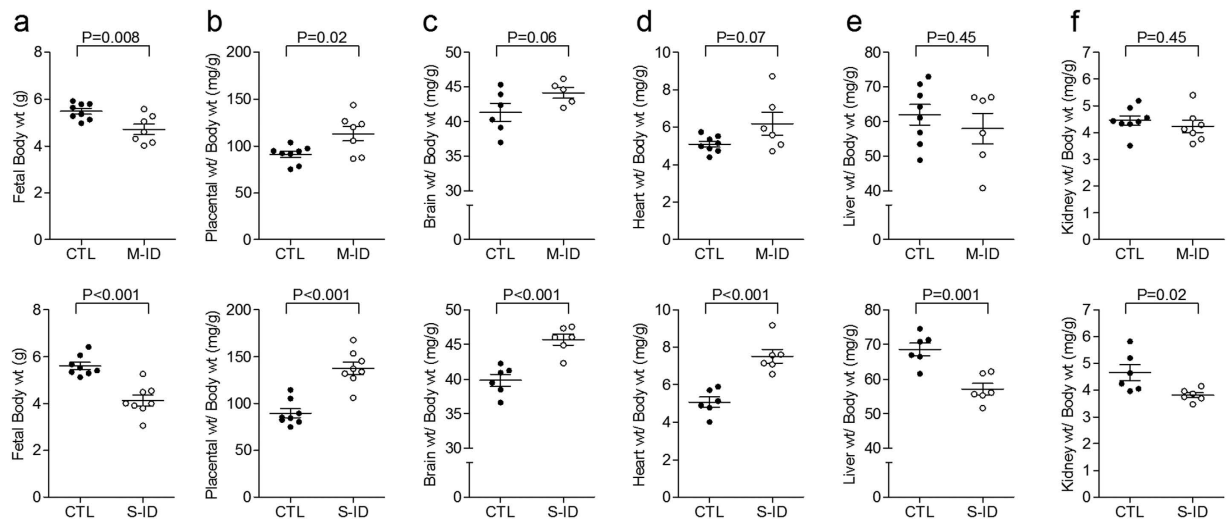 a b c d e f
P=0.008 P=0.02 P=0.06 P=0.07 P=0.45 P=0.45
Fetal Body wt (g)
8
6
4
2
0
CTL M-ID
Placental wt/ Body wt (mg/g)
200
150
100
50
0
CTL M-ID
Brain wt/ Body wt (mg/g)
50
45
40
35
30
0
CTL M-ID
Heart wt/ Body wt (mg/g)
10
8
6
4
2
0
CTL M-ID
Liver wt/ Body wt (mg/g)
80
70
60
50
40
0
CTL M-ID
Kidney wt/ Body wt (mg/g)
7
6
5
4
3
2
1
0
CTL M-ID
P<0.001 P<0.001 P<0.001 P<0.001 P=0.001 P=0.02
Fetal Body wt (g)
8
6
4
2
0
CTL S-ID
Placental wt/ Body wt (mg/g)
200
150
100
50
0
CTL S-ID
Brain wt/ Body wt (mg/g)
50
45
40
35
30
0
CTL S-ID
Heart wt/ Body wt (mg/g)
10
8
6
4
2
0
CTL S-ID
Liver wt/ Body wt (mg/g)
80
70
60
50
40
0
CTL S-ID
Kidney wt/ Body wt (mg/g)
7
6
5
4
3
2
1
0
CTL S-ID